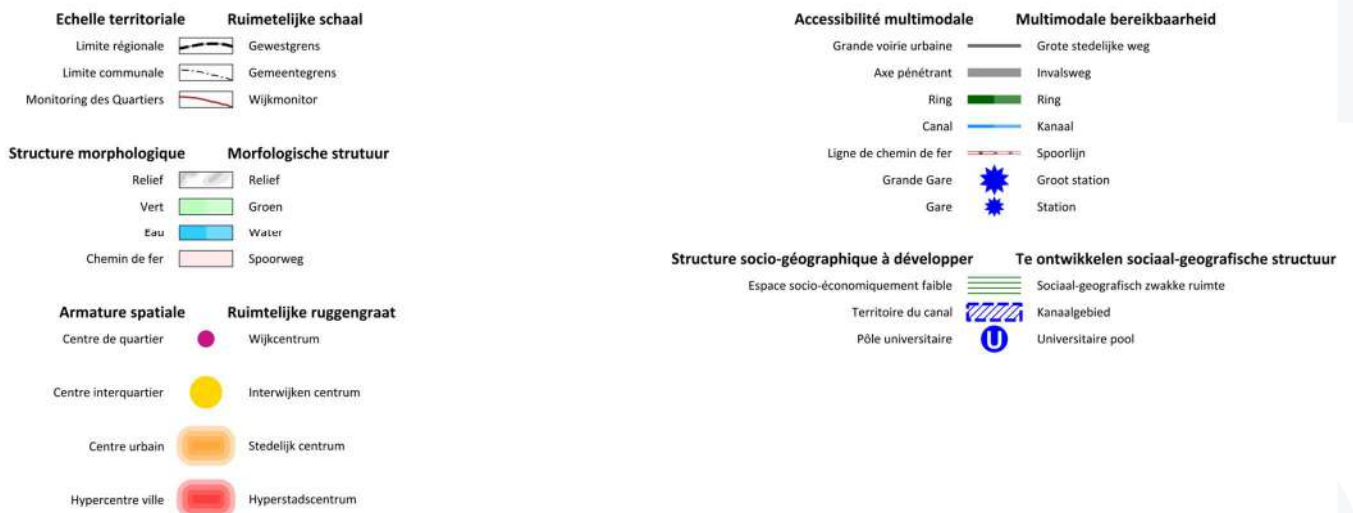 Echelle territoriale Ruimetelijke schaal
Limite régionale Gewestgrens
Limite communale Gemeentegrens
Monitoring des Quartiers Wijkmonitor
Structure morphologique Morfologische strutuur
Relief Relief
Vert Groen
Eau Water
Chemin de fer Spoorweg
Armature spatiale Ruimtelijke ruggengraat
Centre de quartier Wijkcentrum
Centre interquartier Interwijken centrum
Centre urbain Stedelijk centrum
Hypercentre ville Hyperstadscentrum
Accessibilité multimodale Multimodale bereikbaarheid
Grande voirie urbaine Grote stedelijke weg
Axe pénétrant Invalsweg
Ring Ring
Canal Kanaal
Ligne de chemin de fer Spoorlijn
Grande Gare Groot station
Gare Station
Structure socio-géographique à développer Te ontwikkelen sociaal-geografische structuur
Espace socio-économiquement faible Sociaal-geografisch zwakke ruimte
Territoire du canal Kanaalgebied
Pôle universitaire U Universitaire pool